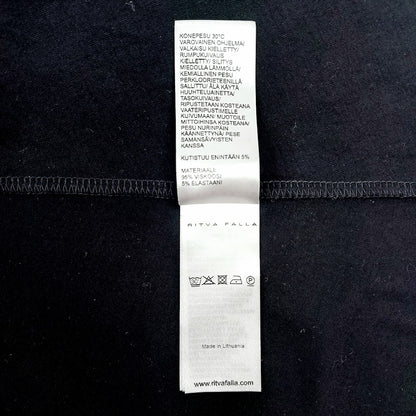 KONEPESU 30°C
VAROVAINEN OHJELMA/
VALKAISU KIELLETTY/
RUMPUKUIVAUS
KIELLETTY/ SILITYS
MIEDOLLA LÄMMÖLLÄ/
KEMIALLINEN PESU
PERKLOORIETEENILLÄ
SALLITTU/ ÄLÄ KÄYTÄ
HUUHTELUAINETTA/
TASOKUIVAUS/
RIPUSTETAAN KOSTEANA
VAATERIPUSTIMELLE
KUIVUMAAN/ MUOTOILE
MITTOIHINSA KOSTEANA/
PESU NURINPÄIN
KÄÄNNETTYNÄ/ PESE
SAMANSÄVYISTEN
KANSSA
KUTISTUU ENINTÄÄN 5%
MATERIAALI:
95% VISKOOSI
5% ELASTAANI
RITVA FALLA
Made in Lithuania
www.ritvafalla.com